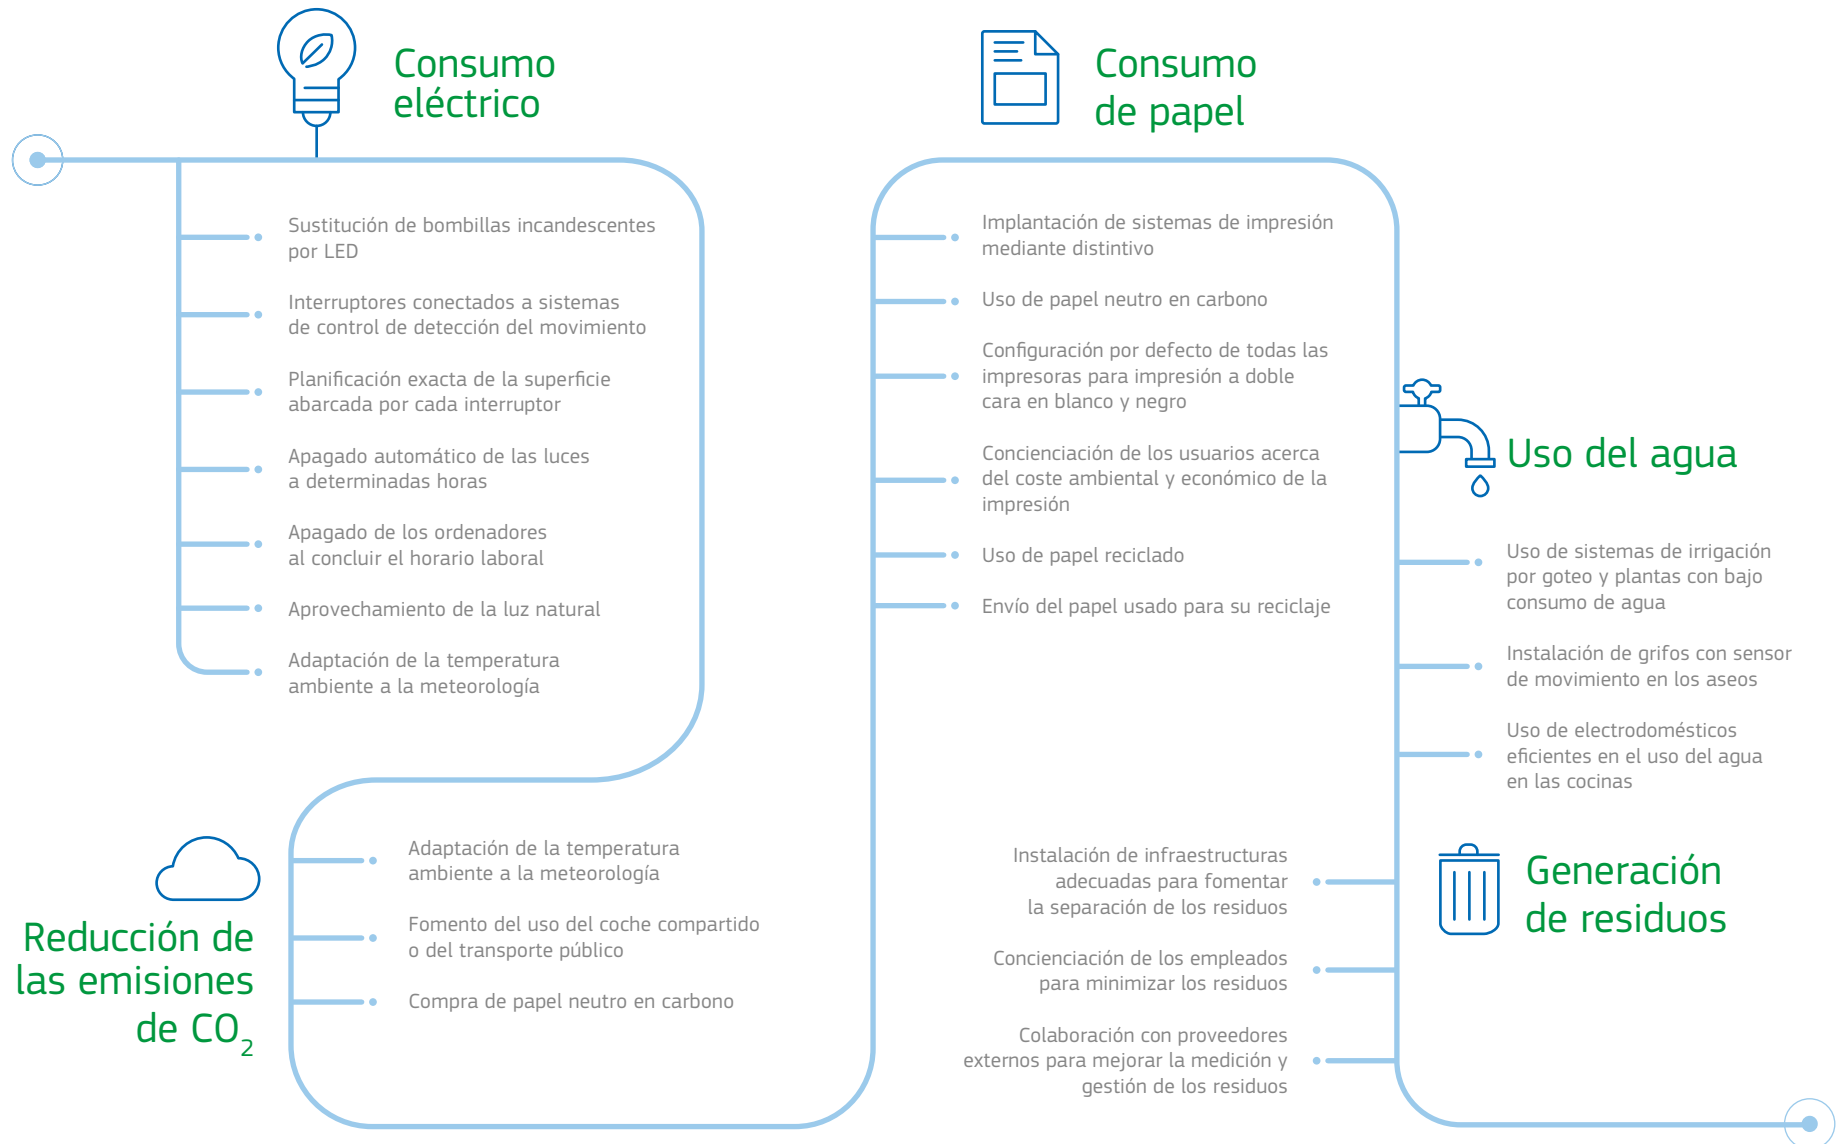 Consumo
eléctrico
Sustitución de bombillas incandescentes
por LED
Interruptores conectados a sistemas
de control de detección del movimiento
Planificación exacta de la superficie
abarcada por cada interruptor
Apagado automático de las luces
a determinadas horas
Apagado de los ordenadores
al concluir el horario laboral
Aprovechamiento de la luz natural
Adaptación de la temperatura
ambiente a la meteorología
Reducción de
las emisiones
de CO₂
Adaptación de la temperatura
ambiente a la meteorología
Fomento del uso del coche compartido
o del transporte público
Compra de papel neutro en carbono
Consumo
de papel
Implantación de sistemas de impresión
mediante distintivo
Uso de papel neutro en carbono
Configuración por defecto de todas las
impresoras para impresión a doble
cara en blanco y negro
Concienciación de los usuarios acerca
del coste ambiental y económico de la
impresión
Uso de papel reciclado
Envío del papel usado para su reciclaje
Uso del agua
Uso de sistemas de irrigación
por goteo y plantas con bajo
consumo de agua
Instalación de grifos con sensor
de movimiento en los aseos
Uso de electrodomésticos
eficientes en el uso del agua
en las cocinas
Generación
de residuos
Instalación de infraestructuras
adecuadas para fomentar
la separación de los residuos
Concienciación de los empleados
para minimizar los residuos
Colaboración con proveedores
externos para mejorar la medición y
gestión de los residuos